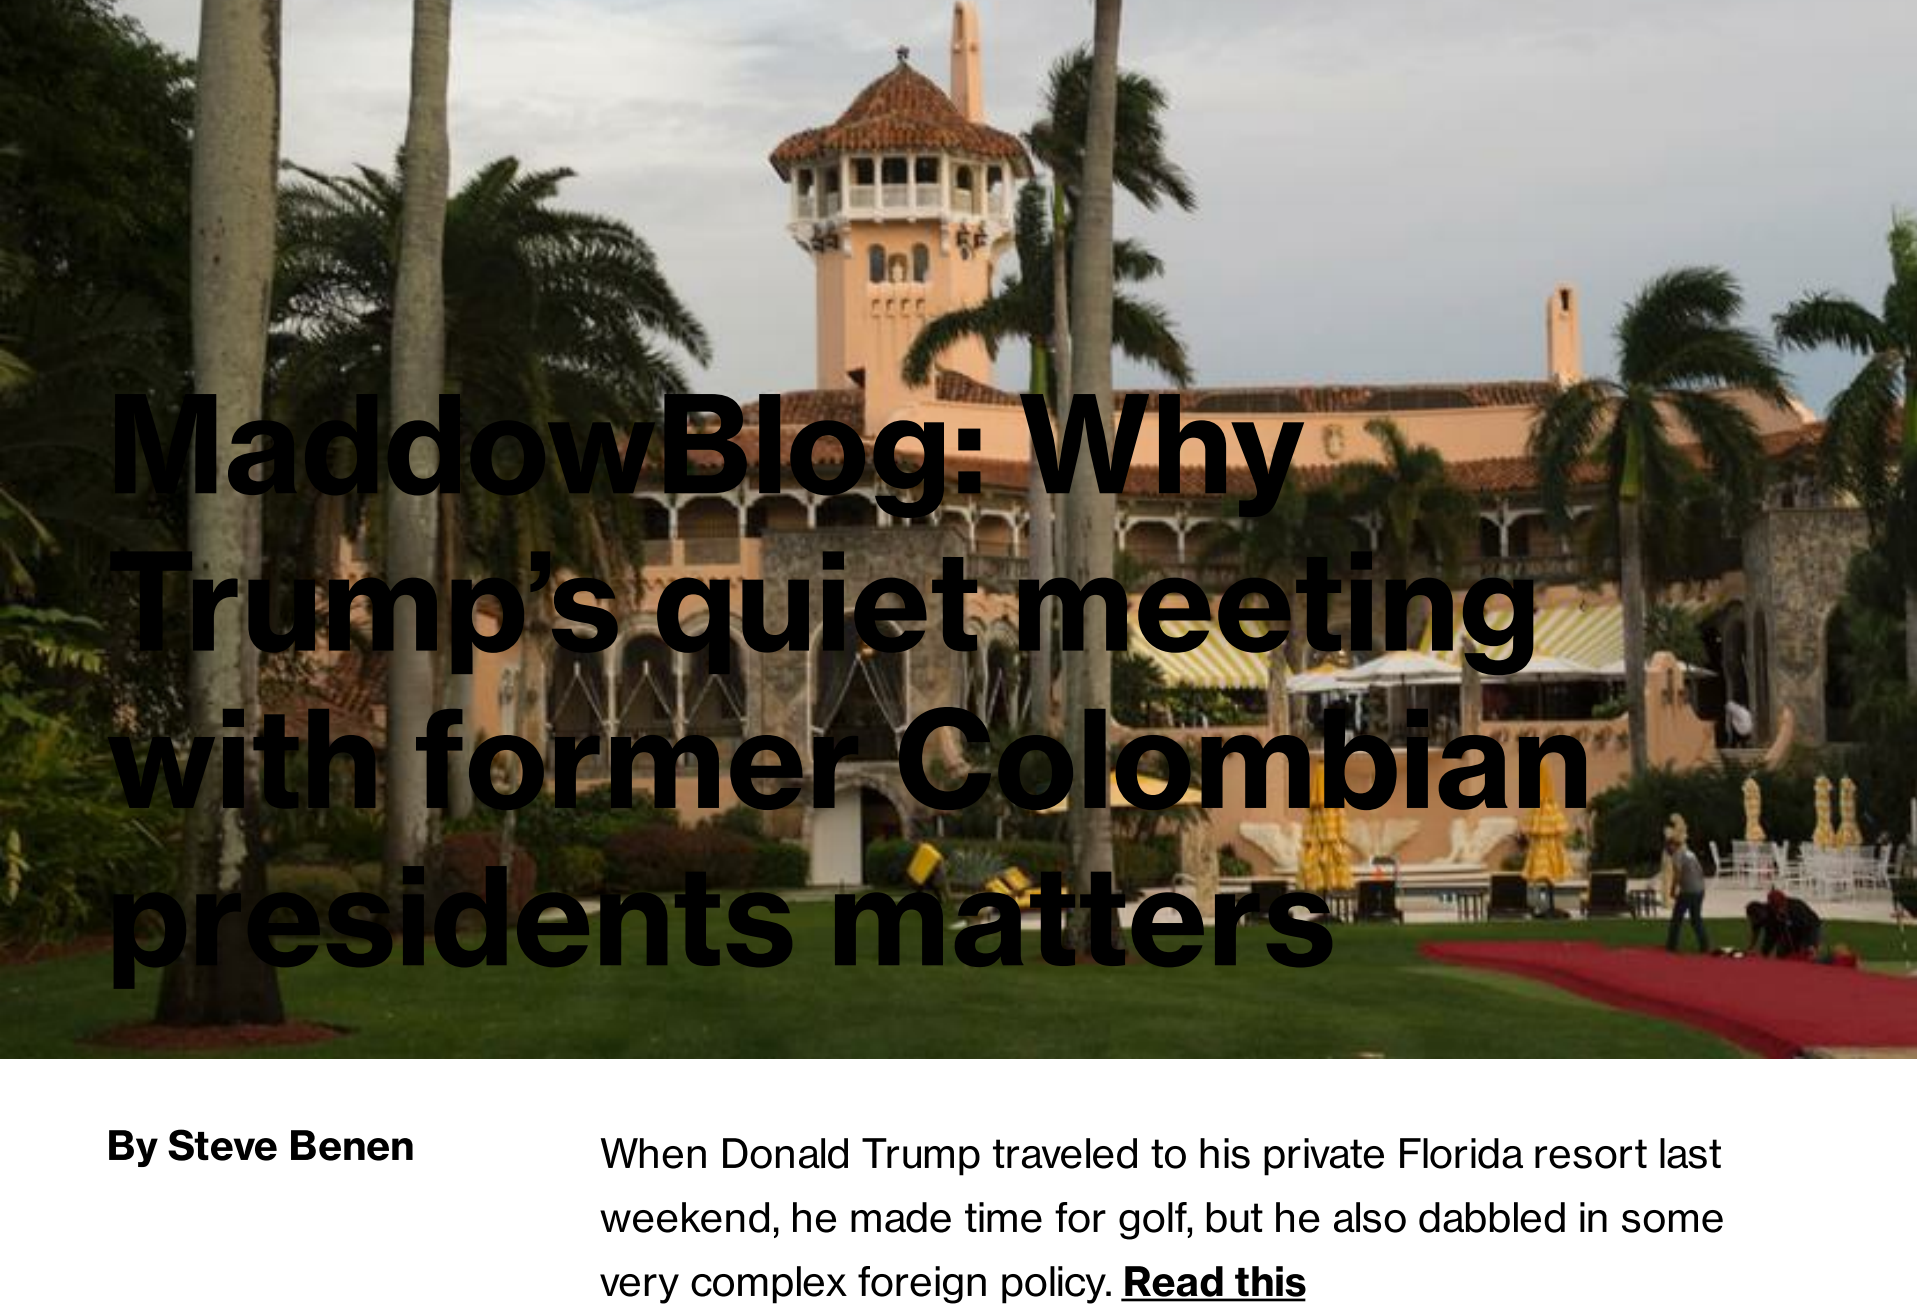 MaddowBlog: Why
Trump’s quiet meeting
with former Colombian
presidents matters
By Steve Benen
When Donald Trump traveled to his private Florida resort last
weekend, he made time for golf, but he also dabbled in some
very complex foreign policy. Read this